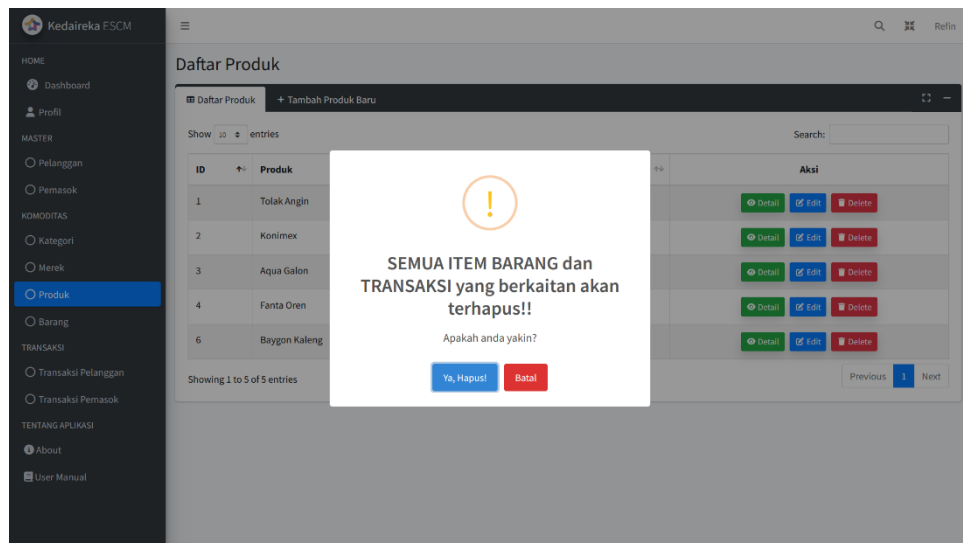 Kedaireka ESCM
Refin
HOME
Dashboard
Profil
MASTER
Pelanggan
Pemasok
KOMODITAS
Kategori
Merek
Produk
Barang
TRANSAKSI
Transaksi Pelanggan
Transaksi Pemasok
TENTANG APLIKASI
About
User Manual
Daftar Produk
Daftar Produk + Tambah Produk Baru
Show 10 entries Search:
ID Produk Aksi
1 Tolak Angin Detail Edit Delete
2 Konimex Detail Edit Delete
3 Aqua Galon Detail Edit Delete
4 Fanta Oren Detail Edit Delete
6 Baygon Kaleng Detail Edit Delete
Showing 1 to 5 of 5 entries Previous 1 Next
!
SEMUA ITEM BARANG dan
TRANSAKSI yang berkaitan akan
terhapus!!
Apakah anda yakin?
Ya, Hapus! Batal